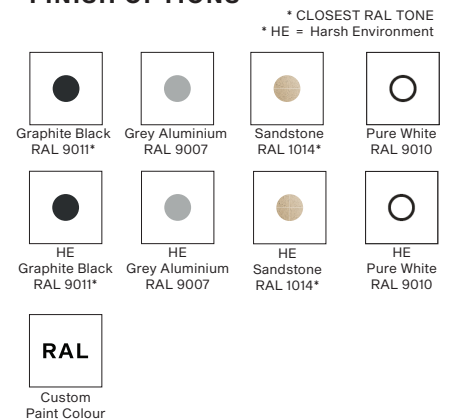 FINISH OPTIONS
* CLOSEST RAL TONE
* HE = Harsh Environment
Graphite Black
RAL 9011*
Grey Aluminium
RAL 9007
Sandstone
RAL 1014*
Pure White
RAL 9010
HE
Graphite Black
RAL 9011*
HE
Grey Aluminium
RAL 9007
HE
Sandstone
RAL 1014*
HE
Pure White
RAL 9010
RAL
Custom
Paint Colour